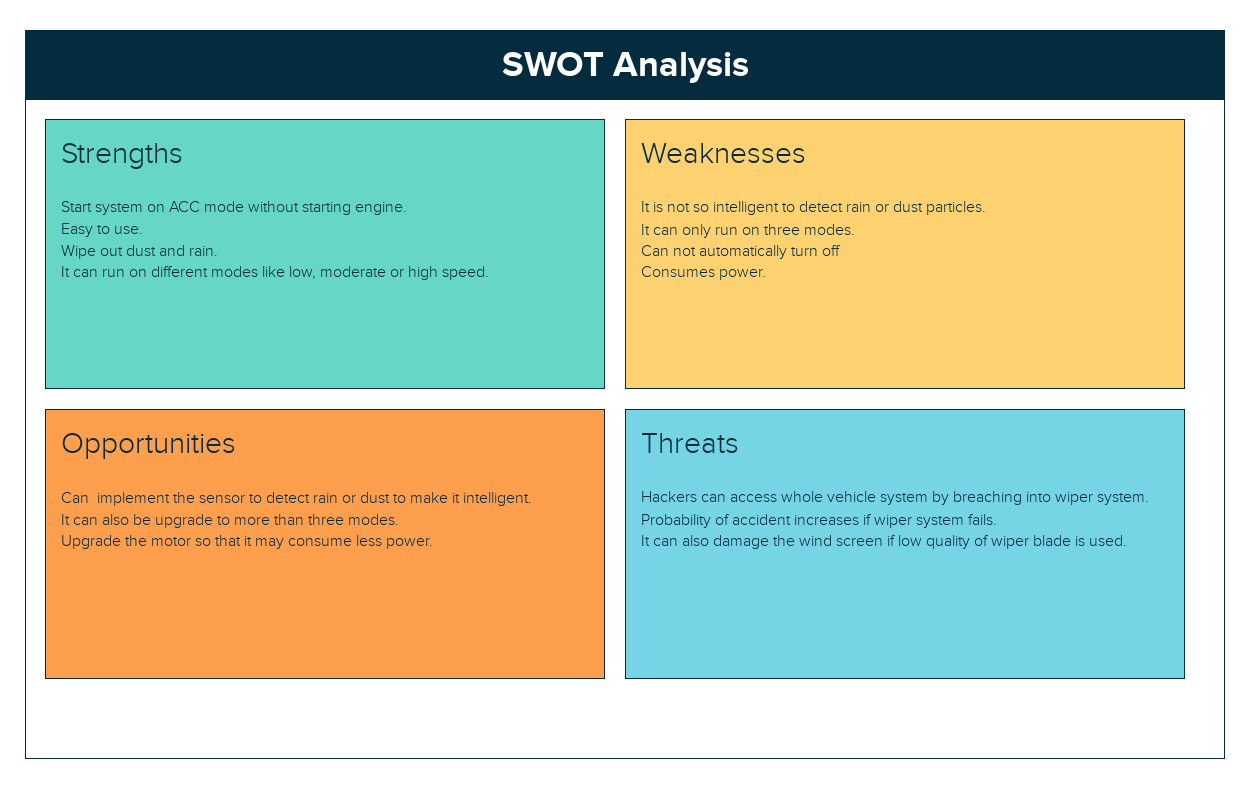 SWOT Analysis
Strengths
Start system on ACC mode without starting engine.
Easy to use.
Wipe out dust and rain.
It can run on different modes like low, moderate or high speed.
Weaknesses
It is not so intelligent to detect rain or dust particles.
It can only run on three modes.
Can not automatically turn off
Consumes power.
Opportunities
Can  implement the sensor to detect rain or dust to make it intelligent.
It can also be upgrade to more than three modes.
Upgrade the motor so that it may consume less power.
Threats
Hackers can access whole vehicle system by breaching into wiper system.
Probability of accident increases if wiper system fails.
It can also damage the wind screen if low quality of wiper blade is used.